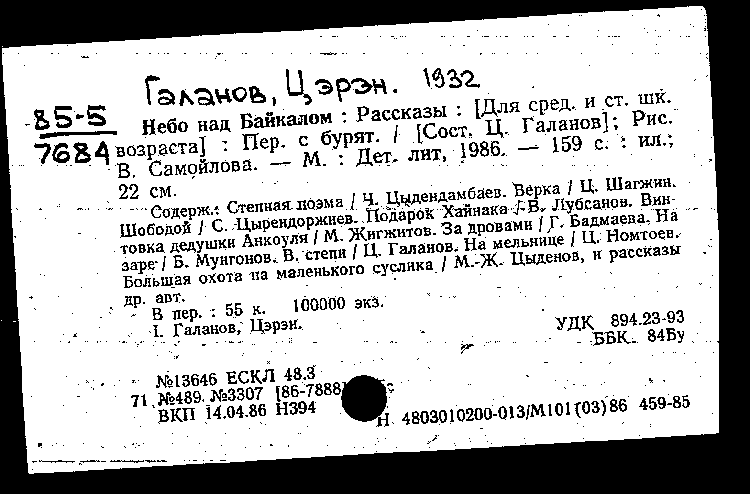 Галанов, Цэрэн. 1932
85-5
7684
Небо над Байкалом : Рассказы : [Для сред. и ст. шк.
возраста] : Пер. с бурят. / [Сост. Ц. Галанов]; Рис.
В. Самойлова. — М. : Дет. лит, 1986. — 159 с. : ил.;
22 см.
Содерж.: Степная поэма / Ч. Цыдендамбаев. Верка / Ц. Шагжин.
Шободой / С. Цырендоржиев. Подарок Хайнака / В. Лубсанов. Вин-
товка дедушки Анкоуля / М. Жигжитов. За дровами / Г. Бадмаева. На
заре / Б. Мунгонов. В степи / Ц. Галанов. На мельнице / Ц. Номтоев.
Большая охота на маленького суслика / М.-Ж. Цыденов, и рассказы
др. авт.
В пер. : 55 к. 100000 экз.
I. Галанов, Цэрэн.
УДК 894.23-93
ББК 84Бу
№13646 ЕСКЛ 48.3
71 №489. №3307 [86-7888]
ВКП 14.04.86 Н394
Н 4803010200-013/М101(03)86 459-85